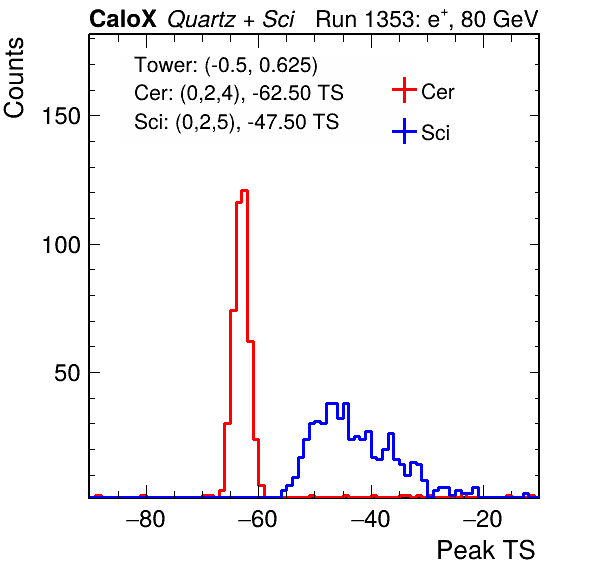 CaloX Quartz + Sci Run 1353: e+, 80 GeV
Counts
Tower: (-0.5, 0.625)
Cer: (0,2,4), -62.50 TS
Sci: (0,2,5), -47.50 TS
Cer
Sci
150
100
50
−80 −60 −40 −20
Peak TS